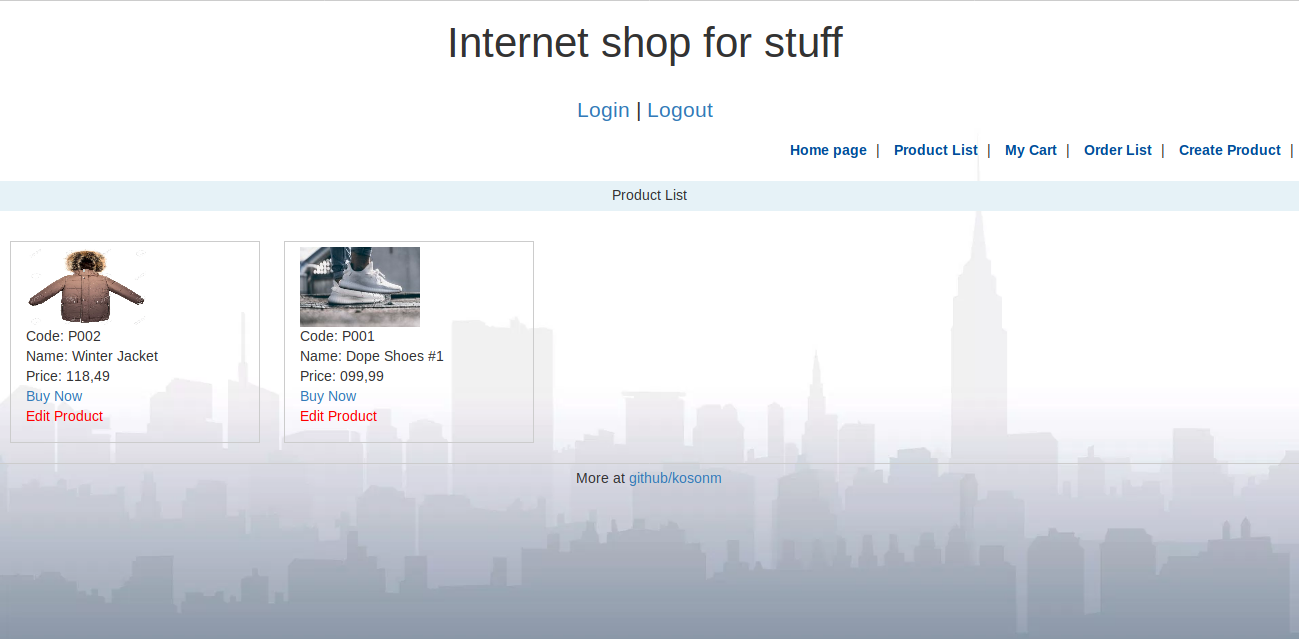 Internet shop for stuff
Login | Logout
Home page | Product List | My Cart | Order List | Create Product |
Product List
Code: P002
Name: Winter Jacket
Price: 118,49
Buy Now
Edit Product
Code: P001
Name: Dope Shoes #1
Price: 099,99
Buy Now
Edit Product
More at github/kosonm